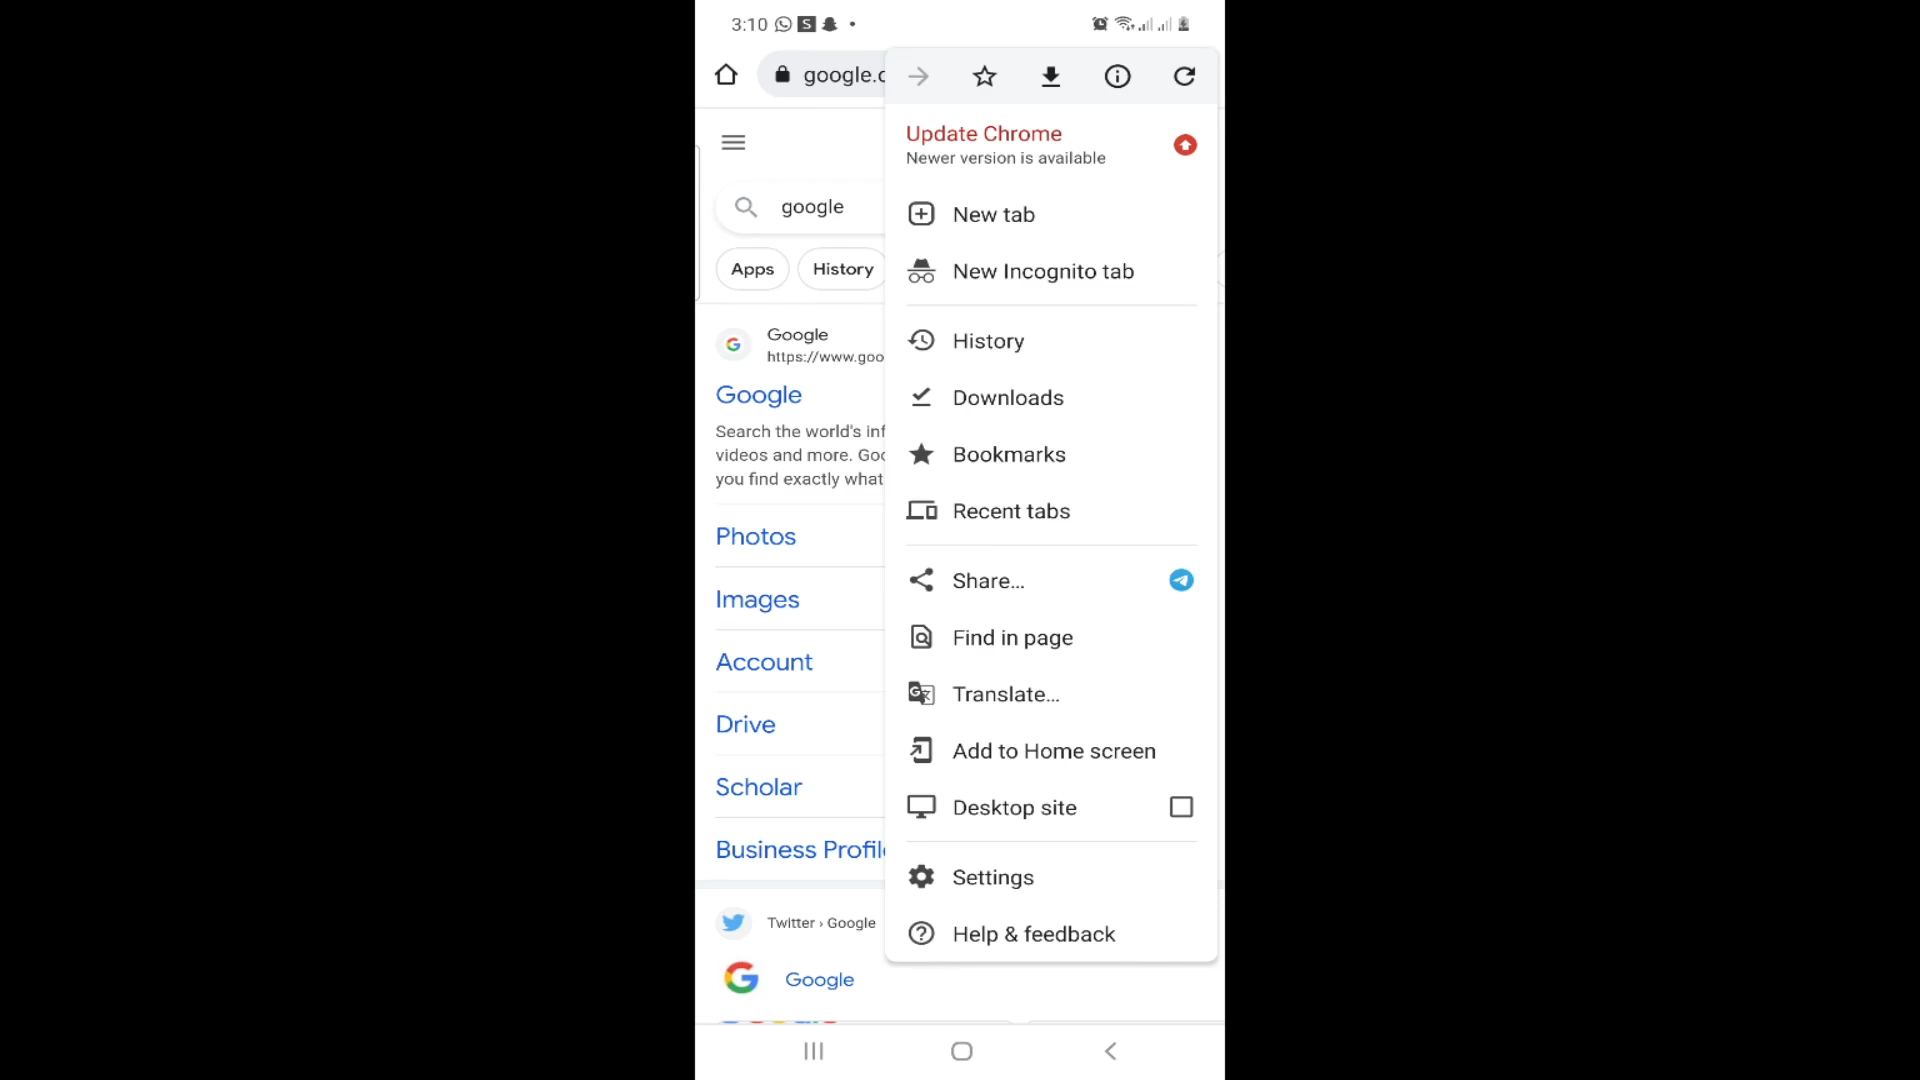 3:10
google.c
Update Chrome
Newer version is available
New tab
New Incognito tab
History
Downloads
Bookmarks
Recent tabs
Share...
Find in page
Translate...
Add to Home screen
Desktop site
Settings
Help & feedback
google
Apps
History
Google
https://www.goo
Google
Search the world's inf
videos and more. Goo
you find exactly what
Photos
Images
Account
Drive
Scholar
Business Profile
Twitter › Google
Google